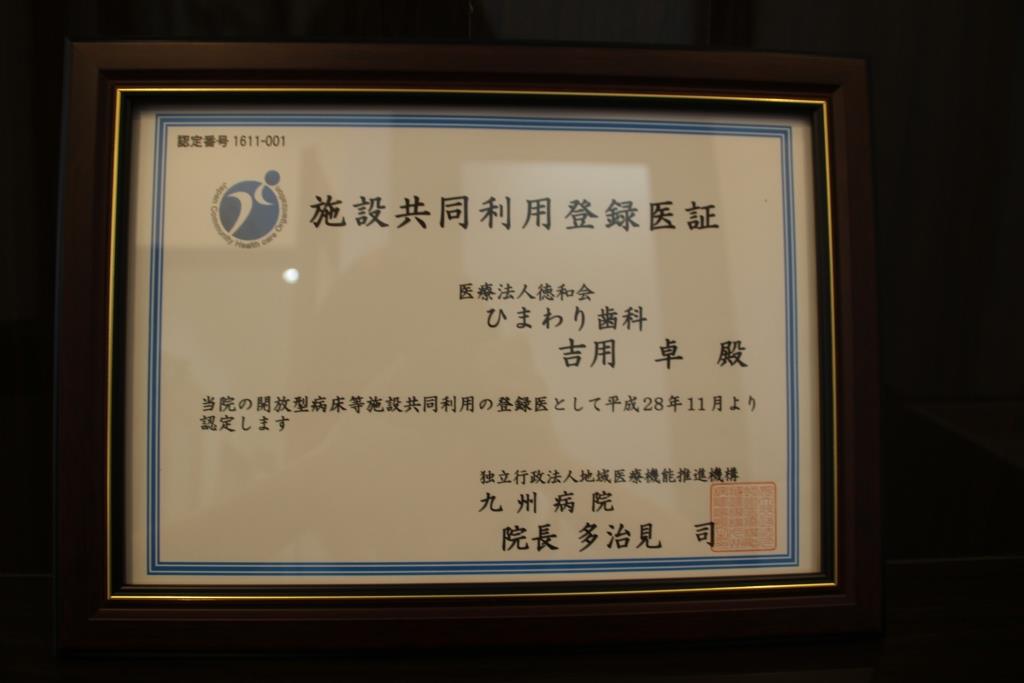 認定番号 1611-001
Japan Community Health care Organization
施設共同利用登録医証
医療法人徳和会
ひまわり歯科
吉用 卓 殿
当院の開放型病床等施設共同利用の登録医として平成28年11月より
認定します
独立行政法人地域医療機能推進機構
九州病院
院長 多治見 司